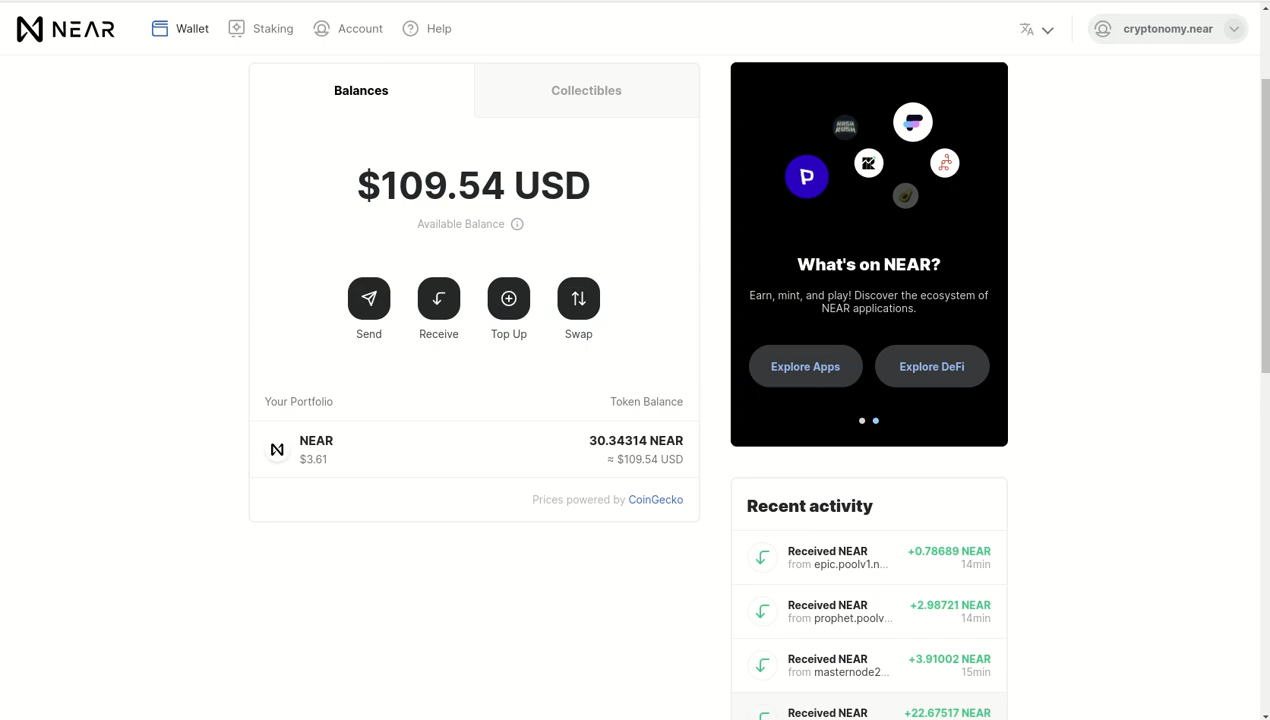 NEAR
Wallet
Staking
Account
Help
cryptonomy.near
Balances
Collectibles
$109.54 USD
Available Balance
Send
Receive
Top Up
Swap
Your Portfolio
Token Balance
NEAR
30.34314 NEAR
$3.61
≈ $109.54 USD
Prices powered by CoinGecko
What's on NEAR?
Earn, mint, and play! Discover the ecosystem of
NEAR applications.
Explore Apps
Explore DeFi
Recent activity
Received NEAR
+0.78689 NEAR
from epic.poolv1.n...
14min
Received NEAR
+2.98721 NEAR
from prophet.poolv...
14min
Received NEAR
+3.91002 NEAR
from masternode2...
15min
Received NEAR
+22.67517 NEAR